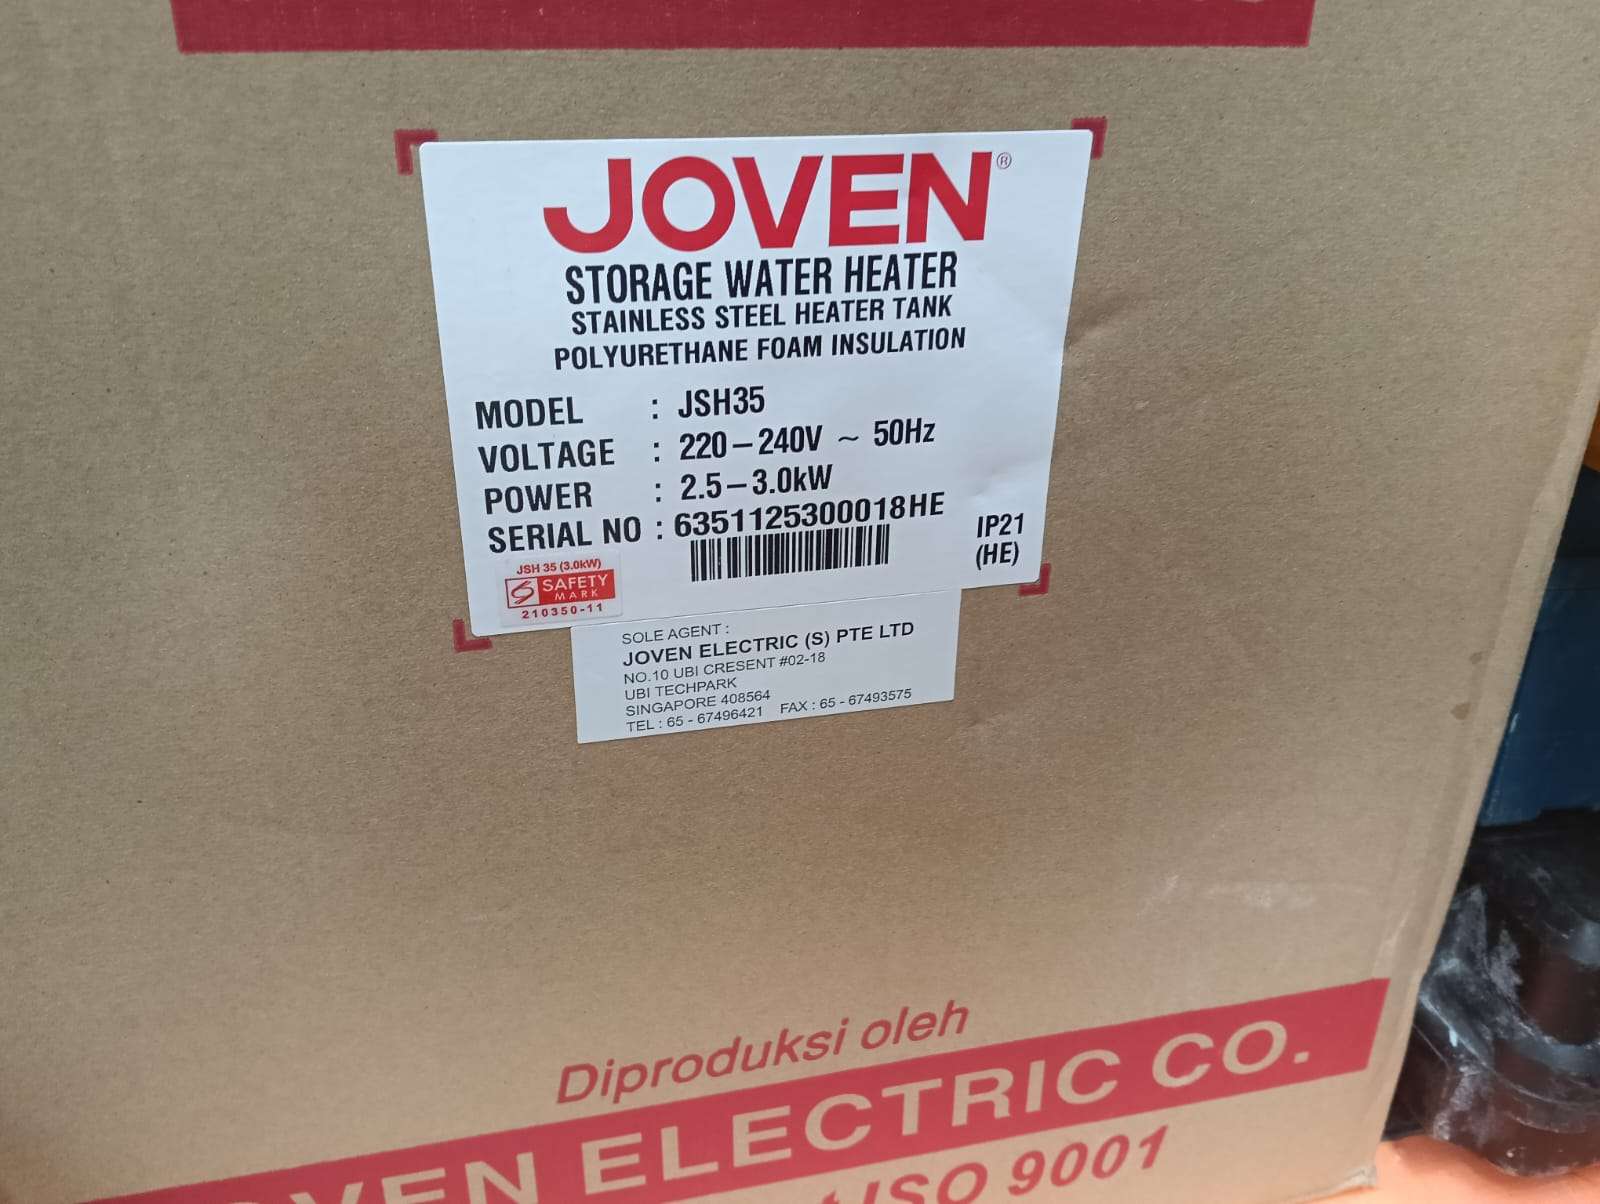 JOVEN®
STORAGE WATER HEATER
STAINLESS STEEL HEATER TANK
POLYURETHANE FOAM INSULATION
MODEL : JSH35
VOLTAGE : 220–240V ~ 50Hz
POWER : 2.5–3.0kW
SERIAL NO : 6351125300018HE
IP21
(HE)
JSH 35 (3.0kW)
S SAFETY
MARK
210350-11
SOLE AGENT :
JOVEN ELECTRIC (S) PTE LTD
NO.10 UBI CRESENT #02-18
UBI TECHPARK
SINGAPORE 408564
TEL : 65 - 67496421 FAX : 65 - 67493575
Diproduksi oleh
JOVEN ELECTRIC CO.
ISO 9001